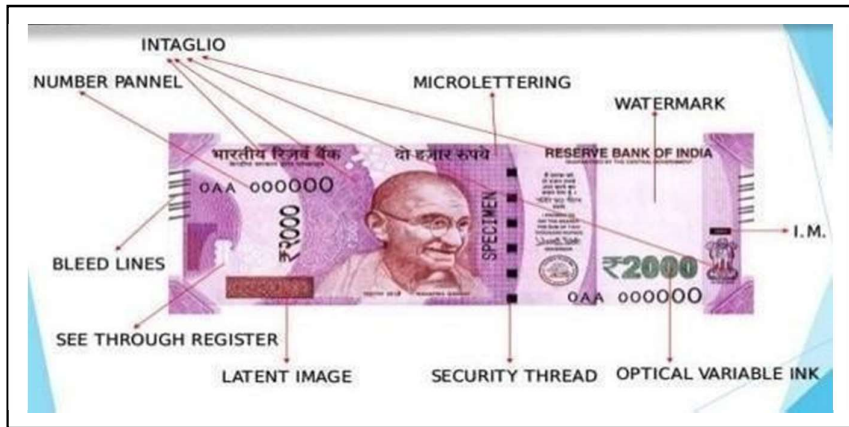 INTAGLIO
NUMBER PANNEL
MICROLETTERING
WATERMARK
भारतीय रिज़र्व बैंक
दो हज़ार रुपये
RESERVE BANK OF INDIA
0AA 000000
₹२०००
SPECIMEN
I.M.
BLEED LINES
₹2000
0AA 000000
SEE THROUGH REGISTER
LATENT IMAGE
SECURITY THREAD
OPTICAL VARIABLE INK